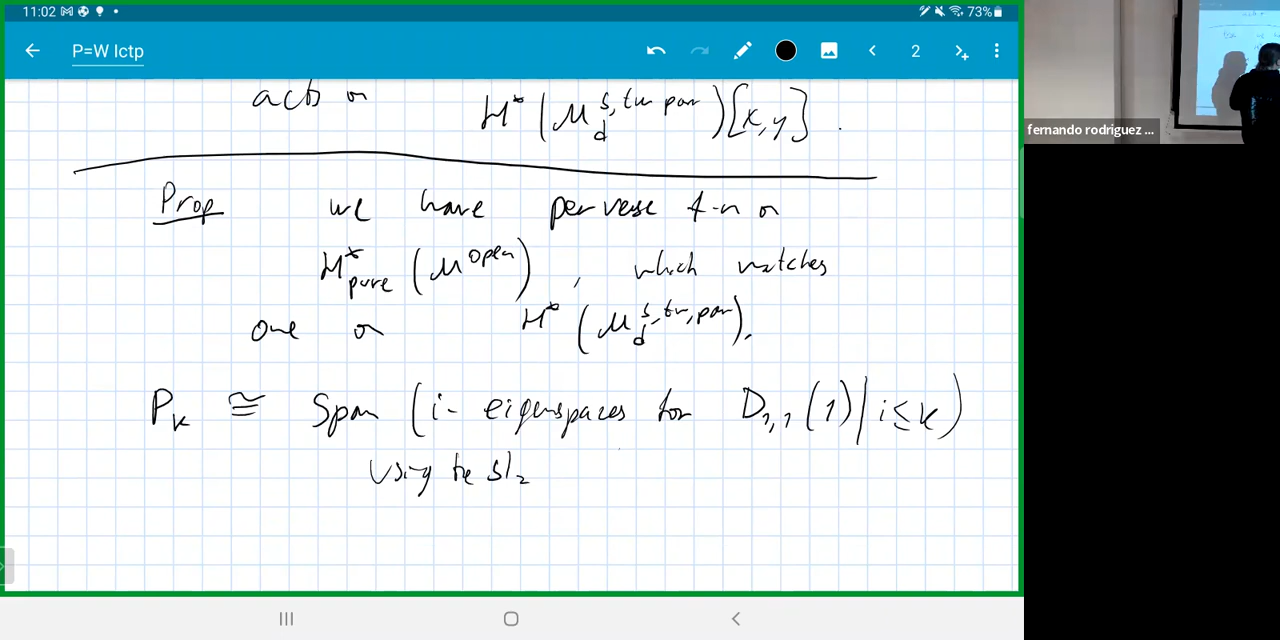 11:02
73%
P=W Ictp
2
acts on H*(M_d^{s, tw par})[x, y].
Prop we have perverse f-n on
H*_{pure}(M^{open}), which matches
one on H*(M_d^{s, tw, par}).
P_k ≅ Span (i-eigenspaces for D_{1,1}(1) | i ≤ k)
using the sl_2
fernando rodriguez ...